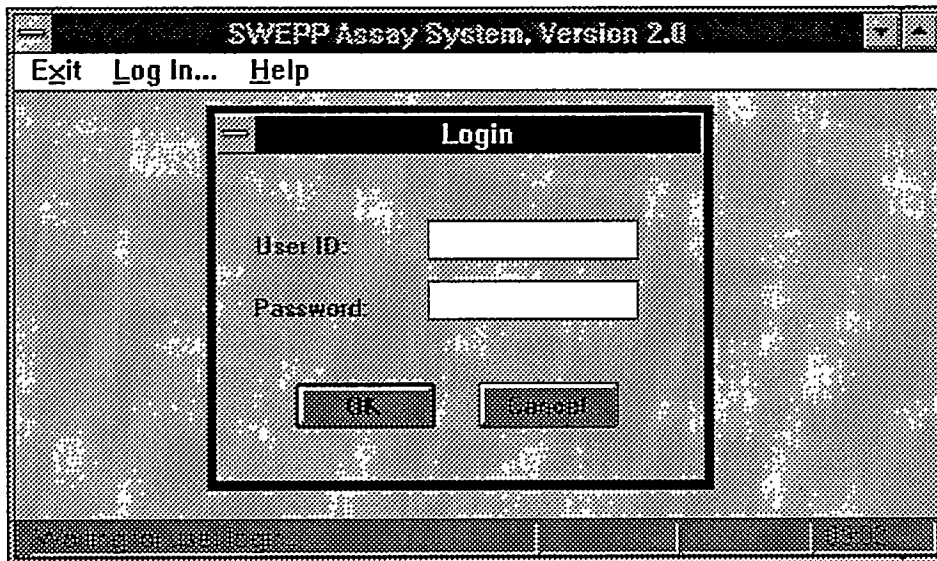 SWEPP Assay System, Version 2.0
Exit Log In... Help
Login
User ID:
Password:
OK Cancel